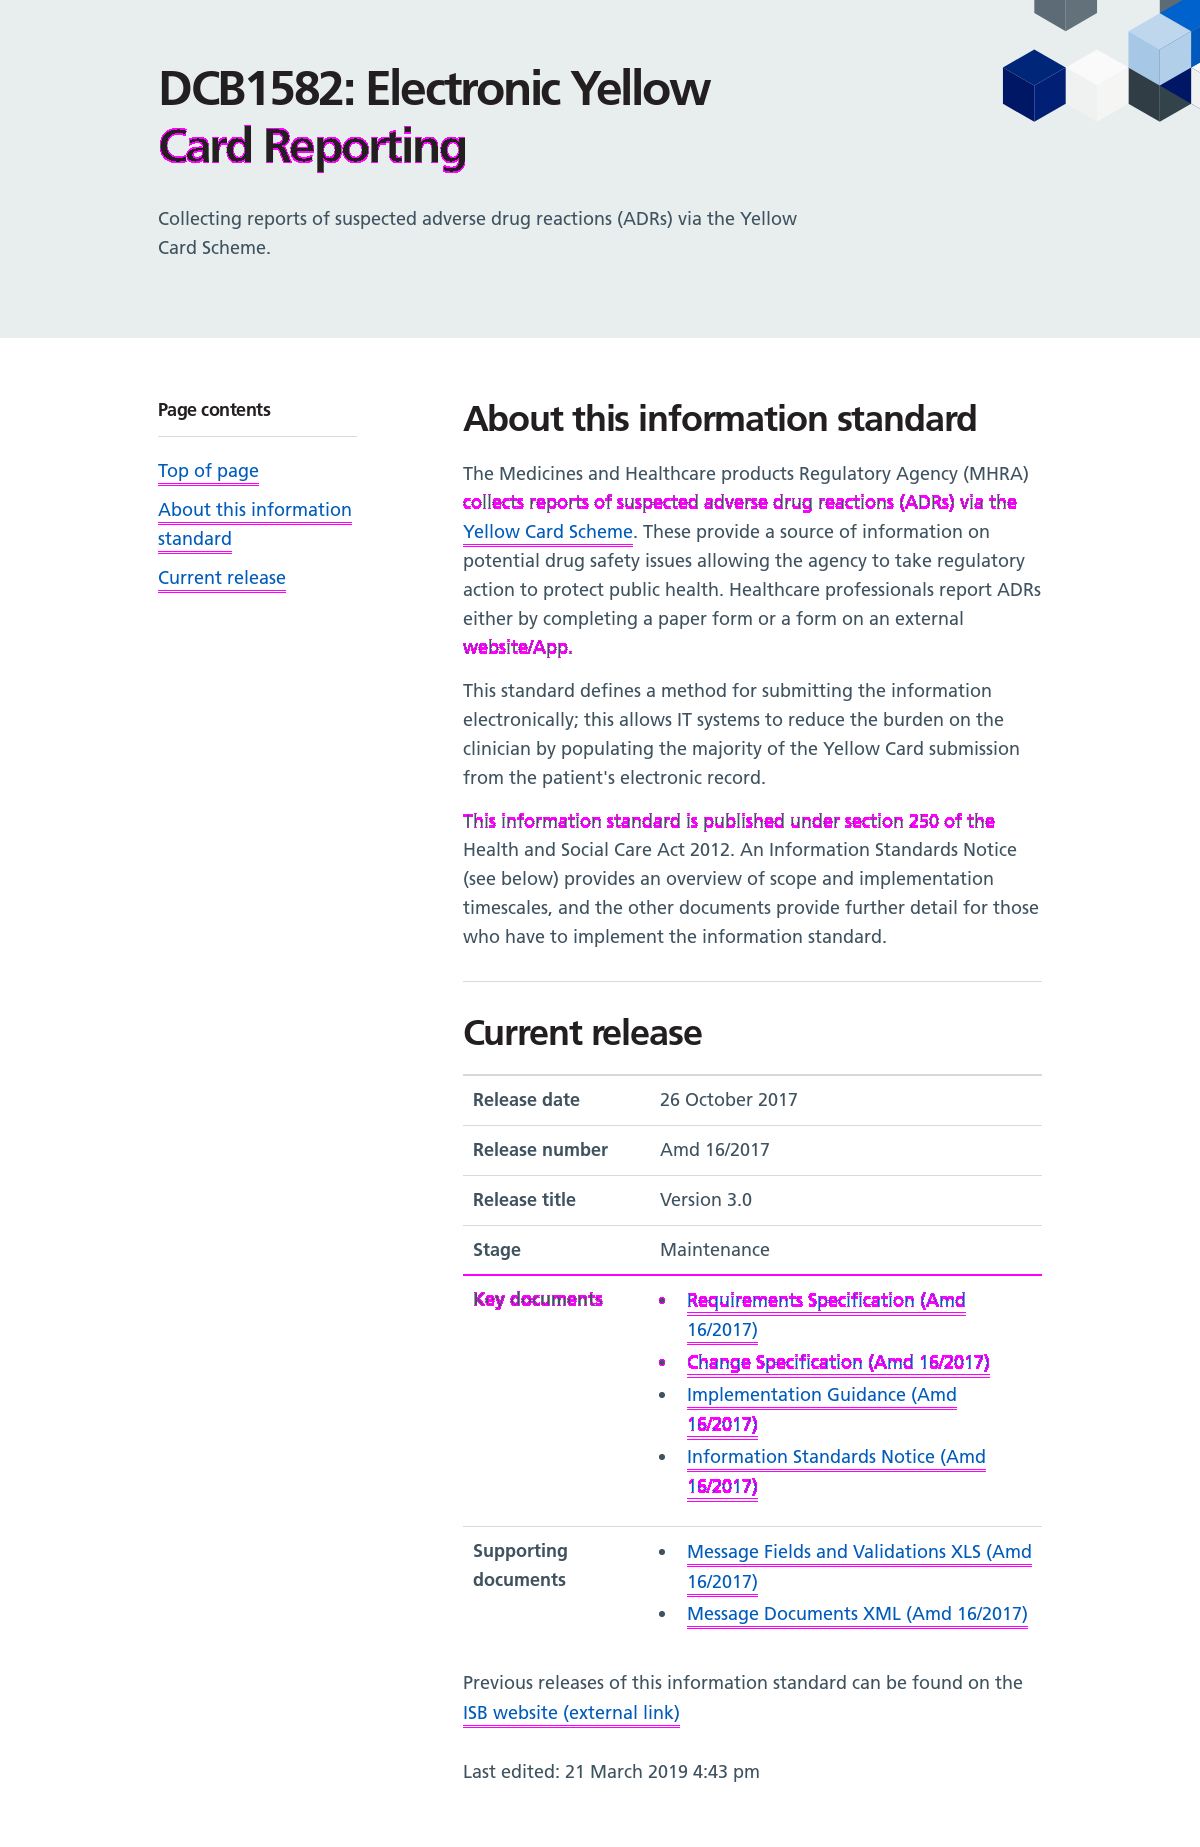 DCB1582: Electronic Yellow
Card Reporting
Collecting reports of suspected adverse drug reactions (ADRs) via the Yellow
Card Scheme.
Page contents
Top of page
About this information
standard
Current release
About this information standard
The Medicines and Healthcare products Regulatory Agency (MHRA)
collects reports of suspected adverse drug reactions (ADRs) via the
Yellow Card Scheme. These provide a source of information on
potential drug safety issues allowing the agency to take regulatory
action to protect public health. Healthcare professionals report ADRs
either by completing a paper form or a form on an external
website/App.
This standard defines a method for submitting the information
electronically; this allows IT systems to reduce the burden on the
clinician by populating the majority of the Yellow Card submission
from the patient's electronic record.
This information standard is published under section 250 of the
Health and Social Care Act 2012. An Information Standards Notice
(see below) provides an overview of scope and implementation
timescales, and the other documents provide further detail for those
who have to implement the information standard.
Current release
Release date 26 October 2017
Release number Amd 16/2017
Release title Version 3.0
Stage Maintenance
Key documents • Requirements Specification (Amd
16/2017)
• Change Specification (Amd 16/2017)
• Implementation Guidance (Amd
16/2017)
• Information Standards Notice (Amd
16/2017)
Supporting
documents
• Message Fields and Validations XLS (Amd
16/2017)
• Message Documents XML (Amd 16/2017)
Previous releases of this information standard can be found on the
ISB website (external link)
Last edited: 21 March 2019 4:43 pm